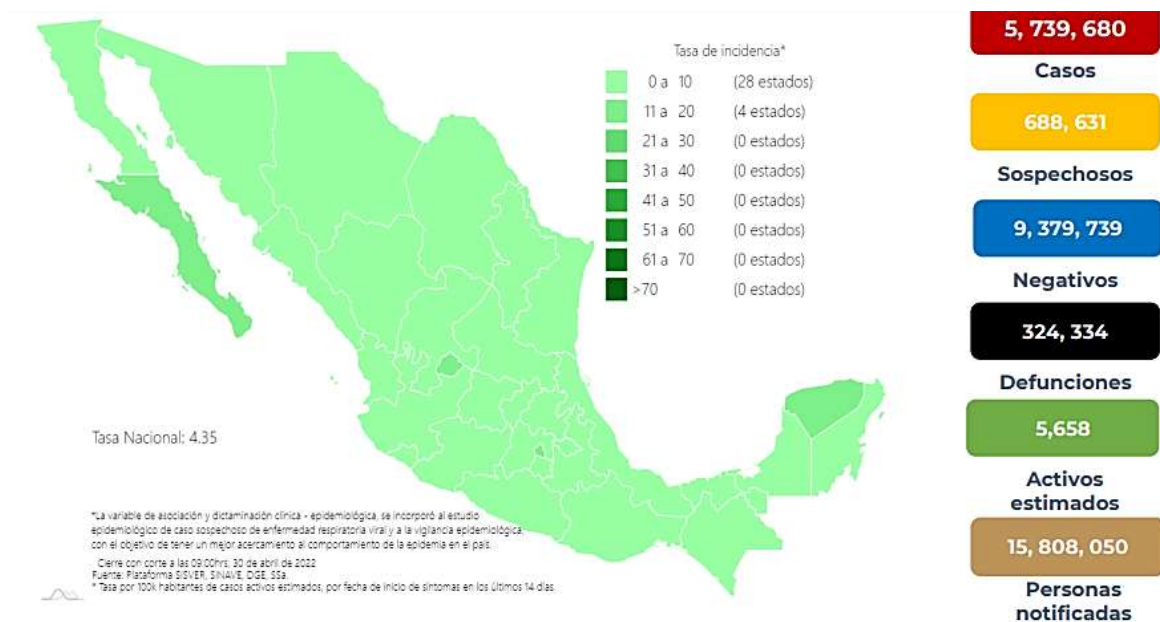 Tasa de incidencia*
0 a 10 (28 estados)
11 a 20 (4 estados)
21 a 30 (0 estados)
31 a 40 (0 estados)
41 a 50 (0 estados)
51 a 60 (0 estados)
61 a 70 (0 estados)
>70 (0 estados)
Tasa Nacional: 4.35
*La variable de asociación y dictaminación clínica - epidemiológica, se incorporó al estudio
epidemiológico de caso sospechoso de enfermedad respiratoria viral y a la vigilancia epidemiológica,
con el objetivo de tener un mejor acercamiento al comportamiento de la epidemia en el país.
Cierre con corte a las 09:00hrs, 30 de abril de 2022
Fuente: Plataforma SISVER, SINAVE, DGE, SSa.
* Tasa por 100k habitantes de casos activos estimados, por fecha de inicio de síntomas en los últimos 14 días
5, 739, 680
Casos
688, 631
Sospechosos
9, 379, 739
Negativos
324, 334
Defunciones
5,658
Activos
estimados
15, 808, 050
Personas
notificadas